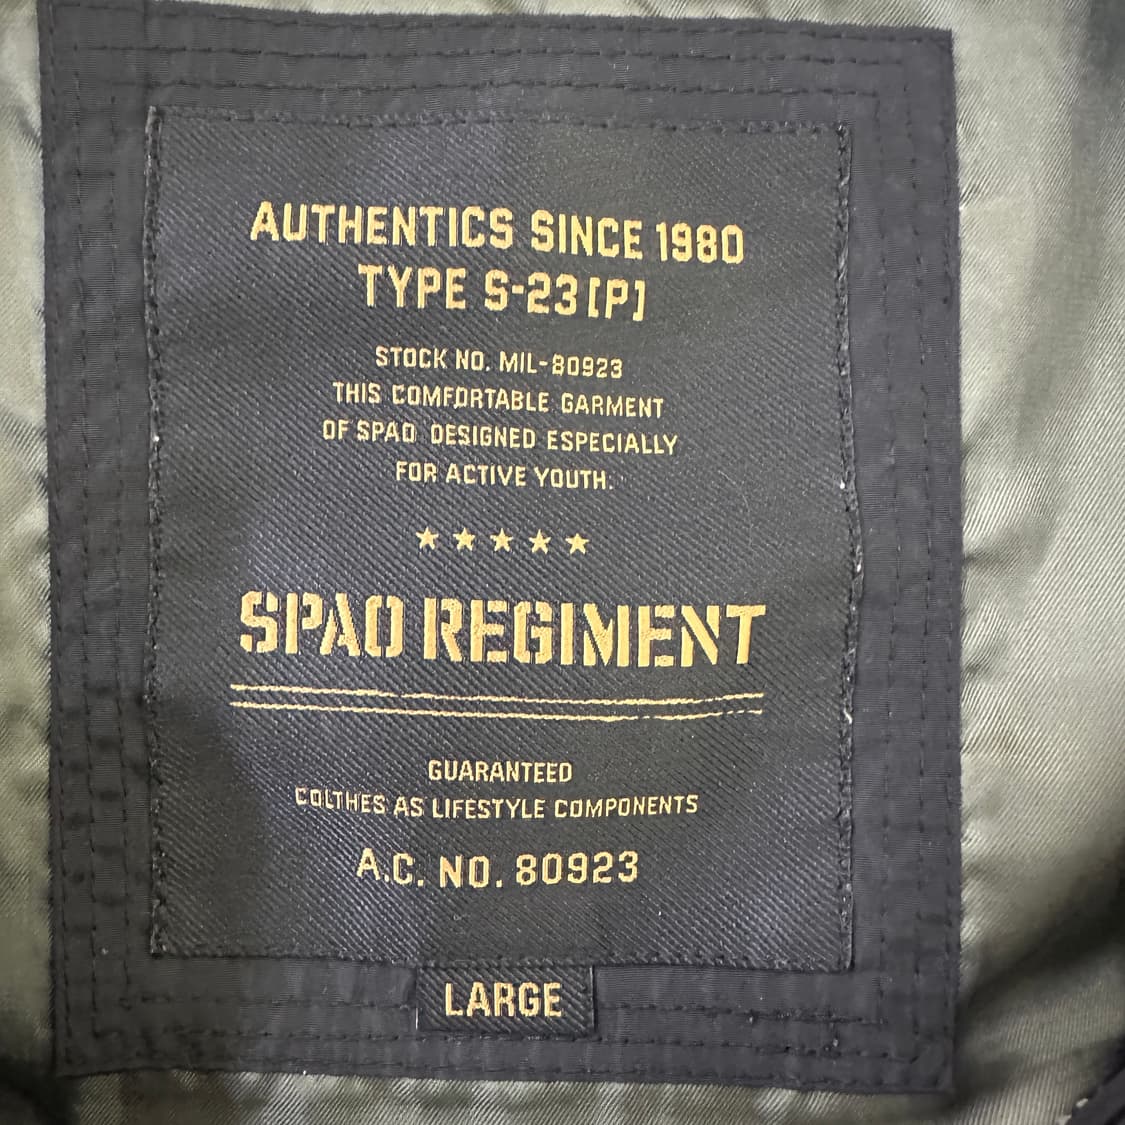 AUTHENTICS SINCE 1980
TYPE S-23[P]
STOCK NO. MIL-80923
THIS COMFORTABLE GARMENT
OF SPAO DESIGNED ESPECIALLY
FOR ACTIVE YOUTH.
★★★★★
SPAO REGIMENT
GUARANTEED
COLTHES AS LIFESTYLE COMPONENTS
A.C. NO. 80923
LARGE